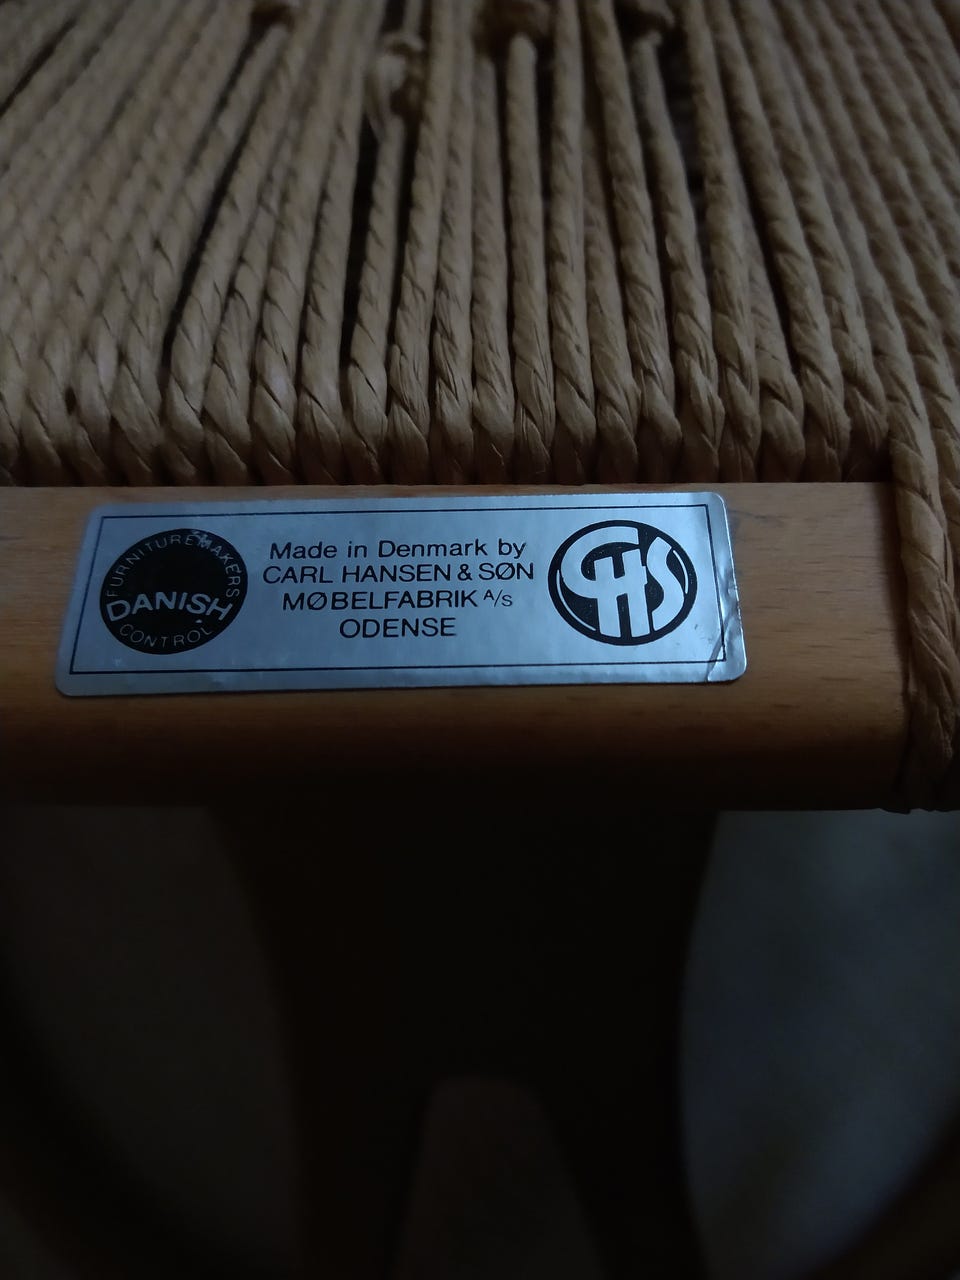 FURNITUREMAKERS
DANISH
CONTROL
Made in Denmark by
CARL HANSEN & SØN
MØBELFABRIK A/s
ODENSE
CHS